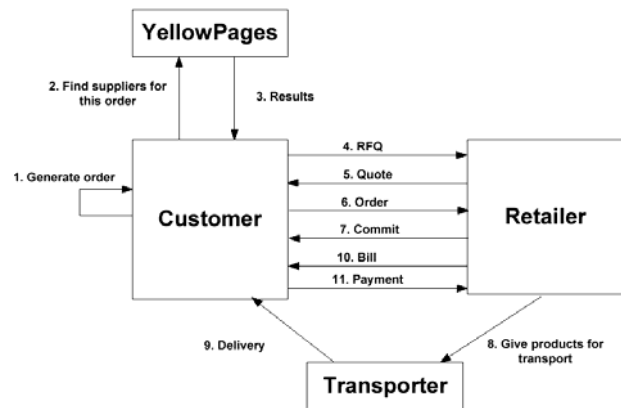 YellowPages
2. Find suppliers for
this order
3. Results
1. Generate order
Customer
4. RFQ
5. Quote
6. Order
7. Commit
10. Bill
11. Payment
Retailer
9. Delivery
8. Give products for
transport
Transporter